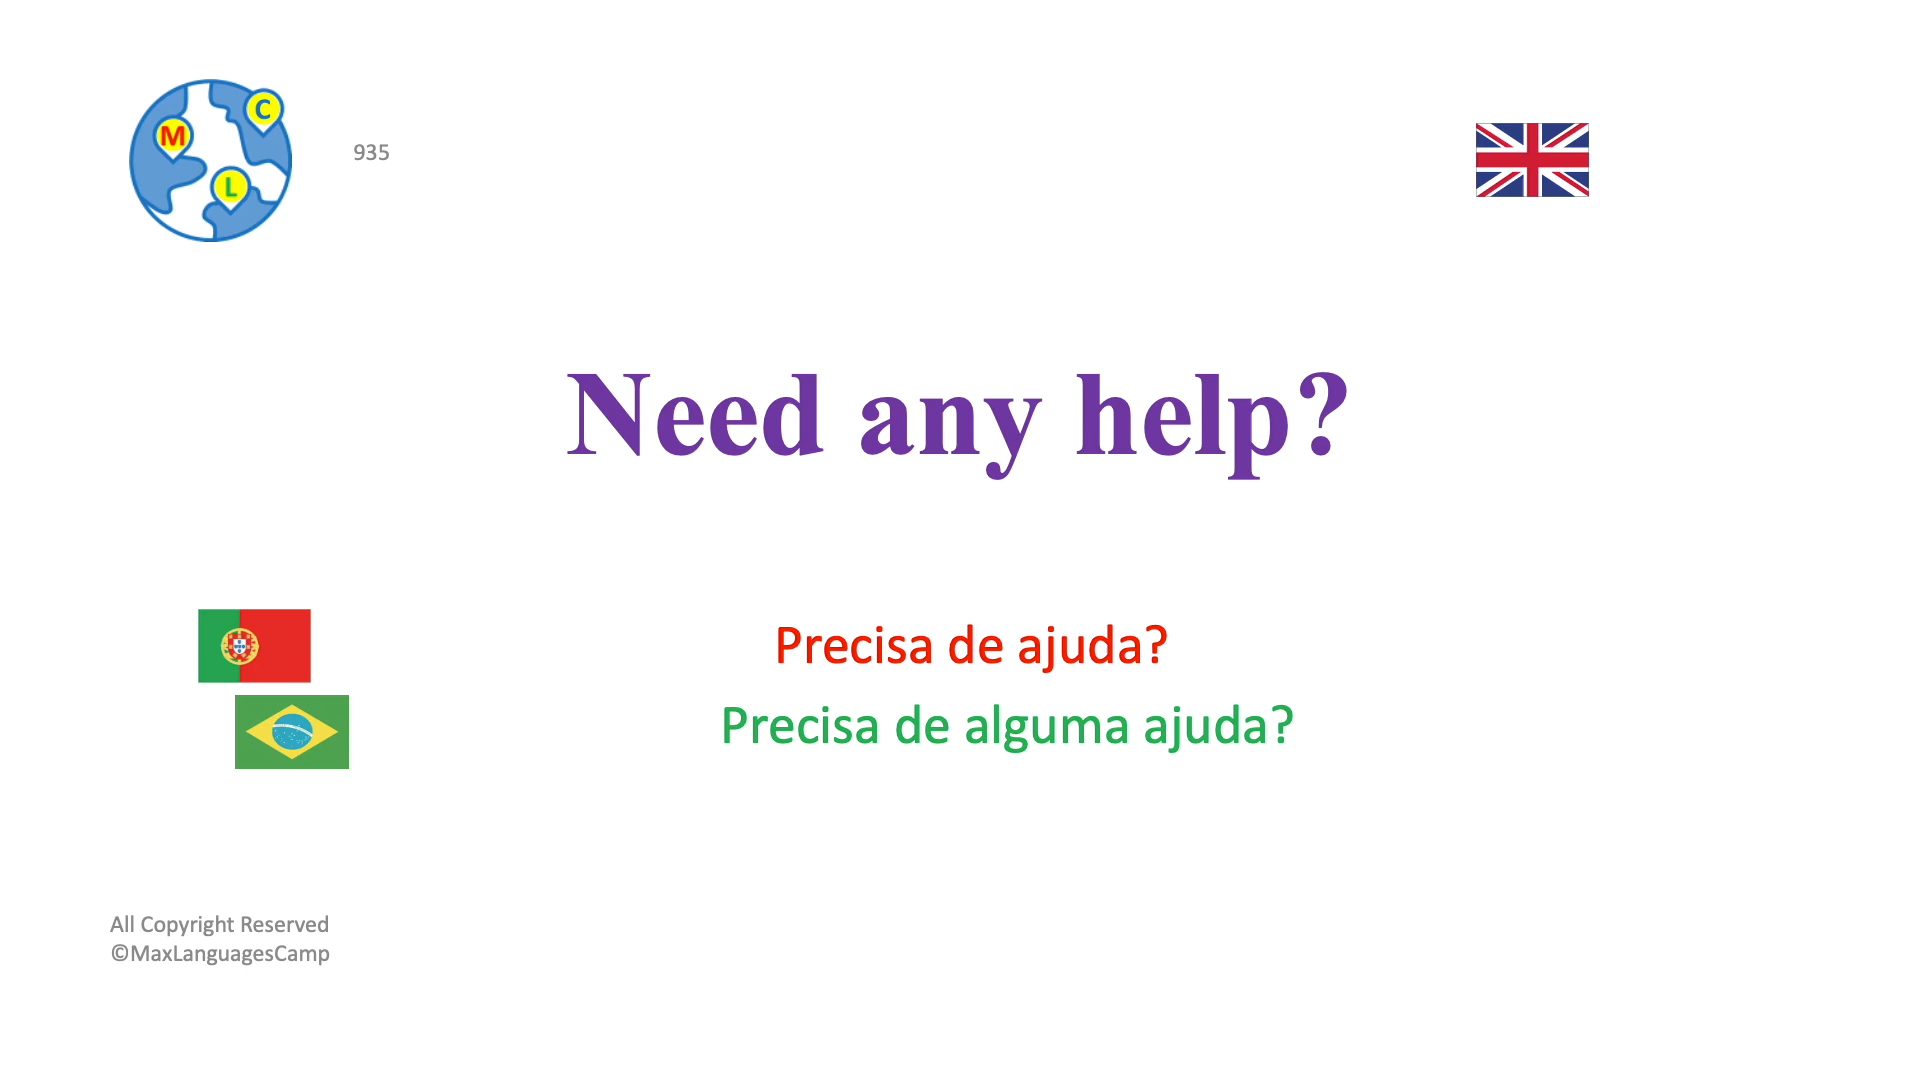 M
C
L
935
Need any help?
Precisa de ajuda?
Precisa de alguma ajuda?
All Copyright Reserved
©MaxLanguagesCamp